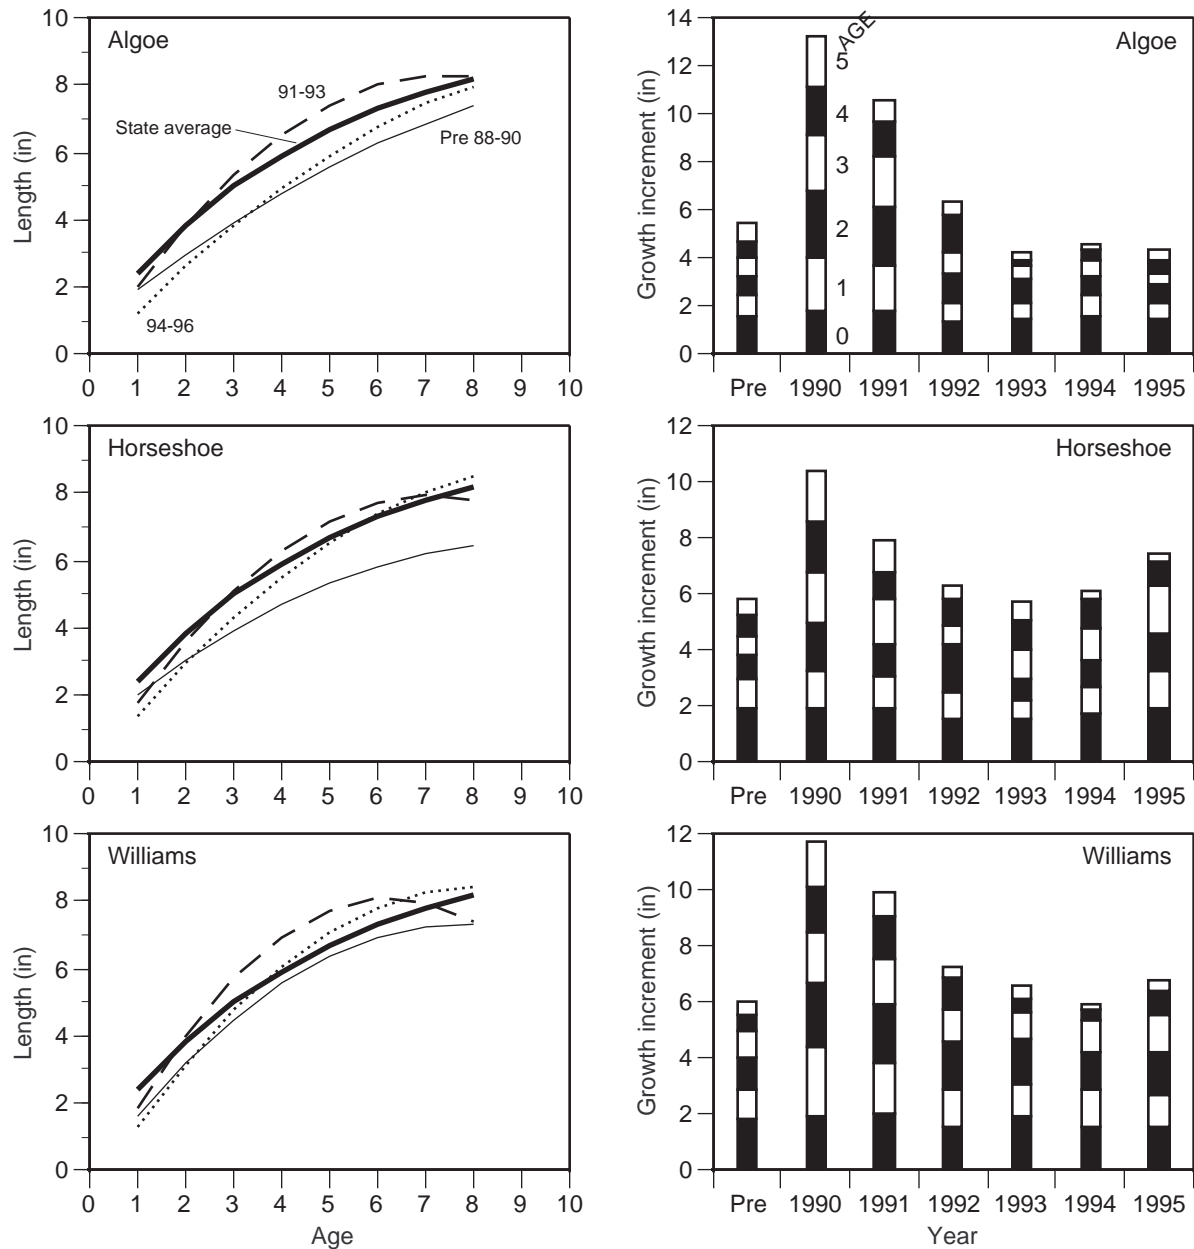 Algoe
91-93
State average
Pre 88-90
94-96
Length (in)
10
8
6
4
2
0
0 1 2 3 4 5 6 7 8 9 10
Algoe
AGE
5
4
3
2
1
0
Growth increment (in)
14
12
10
8
6
4
2
0
Pre 1990 1991 1992 1993 1994 1995
Horseshoe
Length (in)
10
8
6
4
2
0
0 1 2 3 4 5 6 7 8 9 10
Horseshoe
Growth increment (in)
12
10
8
6
4
2
0
Pre 1990 1991 1992 1993 1994 1995
Williams
Length (in)
10
8
6
4
2
0
0 1 2 3 4 5 6 7 8 9 10
Age
Williams
Growth increment (in)
12
10
8
6
4
2
0
Pre 1990 1991 1992 1993 1994 1995
Year